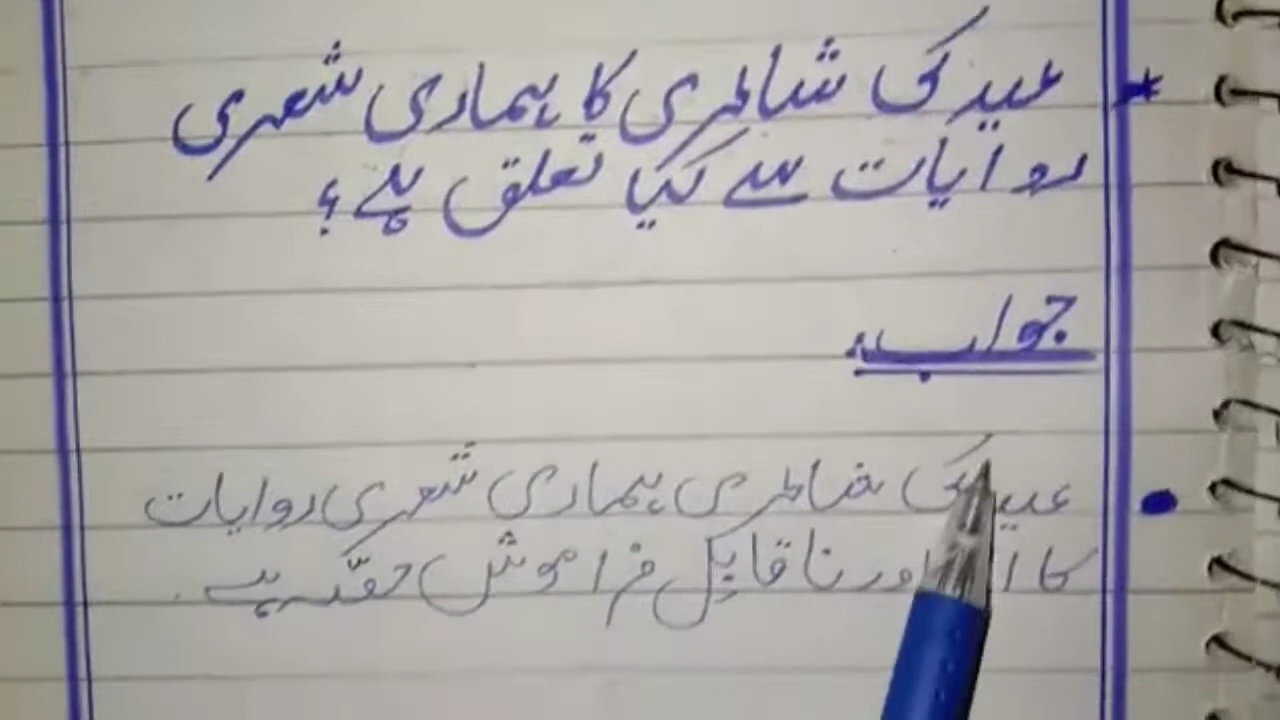 عید کی شاعری کا ہماری شعری
روایات سے کیا تعلق ہے؟
جواب:
عید کی شاعری ہماری شعری روایات
کا اور ناقابل فراموش حصّہ ہے۔